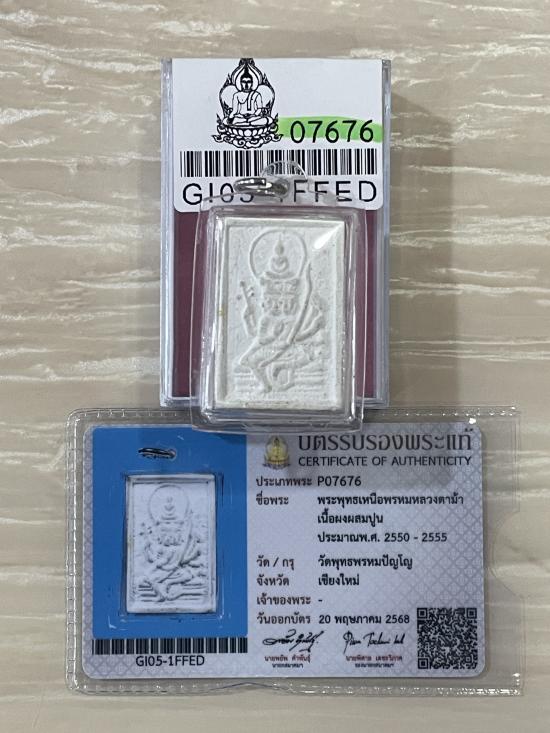 07676
GI05-1FFED
บัตรรับรองพระแท้
CERTIFICATE OF AUTHENTICITY
ประเภทพระ P07676
ชื่อพระ พระพุทธเหนือพรหมหลวงตาม้า
เนื้อผงผสมปูน
ประมาณพ.ศ. 2550 - 2555
วัด / กรุ วัดพุทธพรหมปัญโญ
จังหวัด เชียงใหม่
เจ้าของพระ -
วันออกบัตร 20 พฤษภาคม 2568
GI05-1FFED